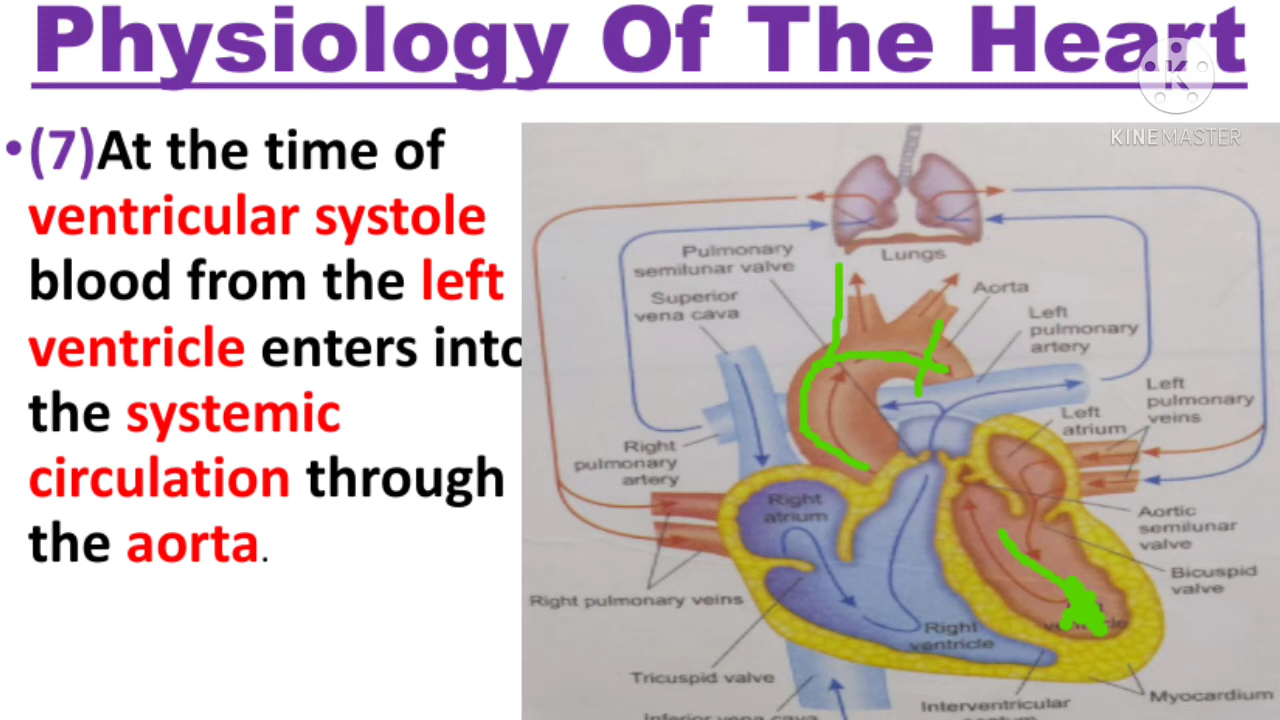 Physiology Of The Heart
K
KINEMASTER
•(7)At the time of
ventricular systole
blood from the left
ventricle enters into
the systemic
circulation through
the aorta.
Pulmonary
semilunar valve
Lungs
Superior
vena cava
Aorta
Left
pulmonary
artery
Left
pulmonary
veins
Left
atrium
Right
pulmonary
artery
Right
atrium
Aortic
semilunar
valve
Bicuspid
valve
Right pulmonary veins
Right
ventricle
Tricuspid valve
Myocardium
Interventricular
Inferior vena cava